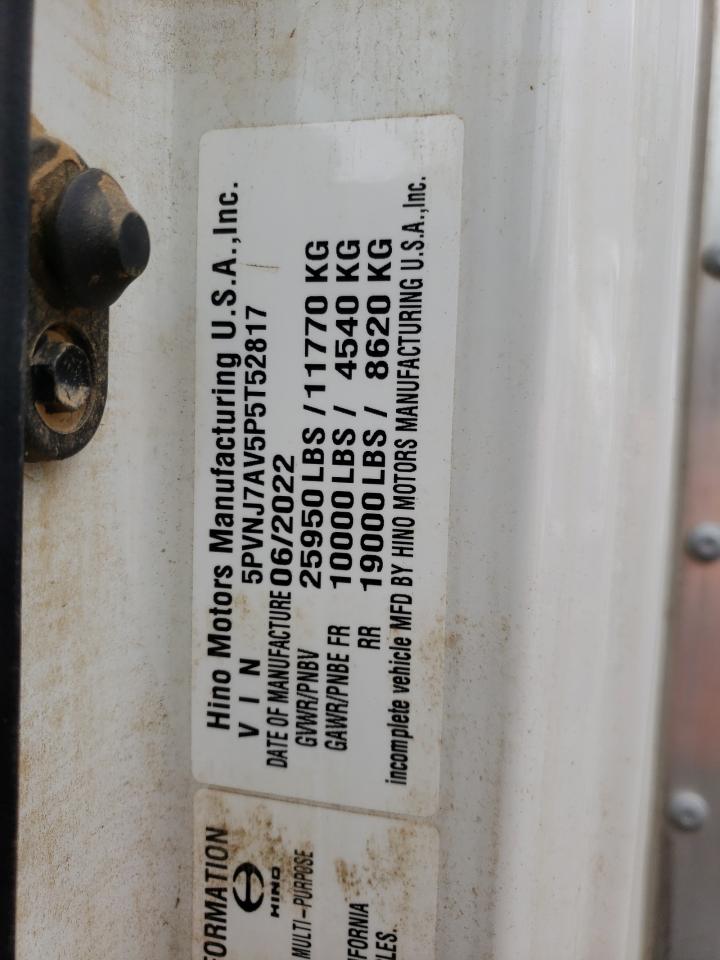 Hino Motors Manufacturing U.S.A.,Inc.
VIN 5PVNJ7AV5P5T52817
DATE OF MANUFACTURE 06/2022
GVWR/PNBV 25950 LBS / 11770 KG
GAWR/PNBE FR 10000 LBS / 4540 KG
RR 19000 LBS / 8620 KG
incomplete vehicle MFD BY HINO MOTORS MANUFACTURING U.S.A.,Inc.
ORMATION
HINO
MULTI-PURPOSE
IFORNIA
LES.